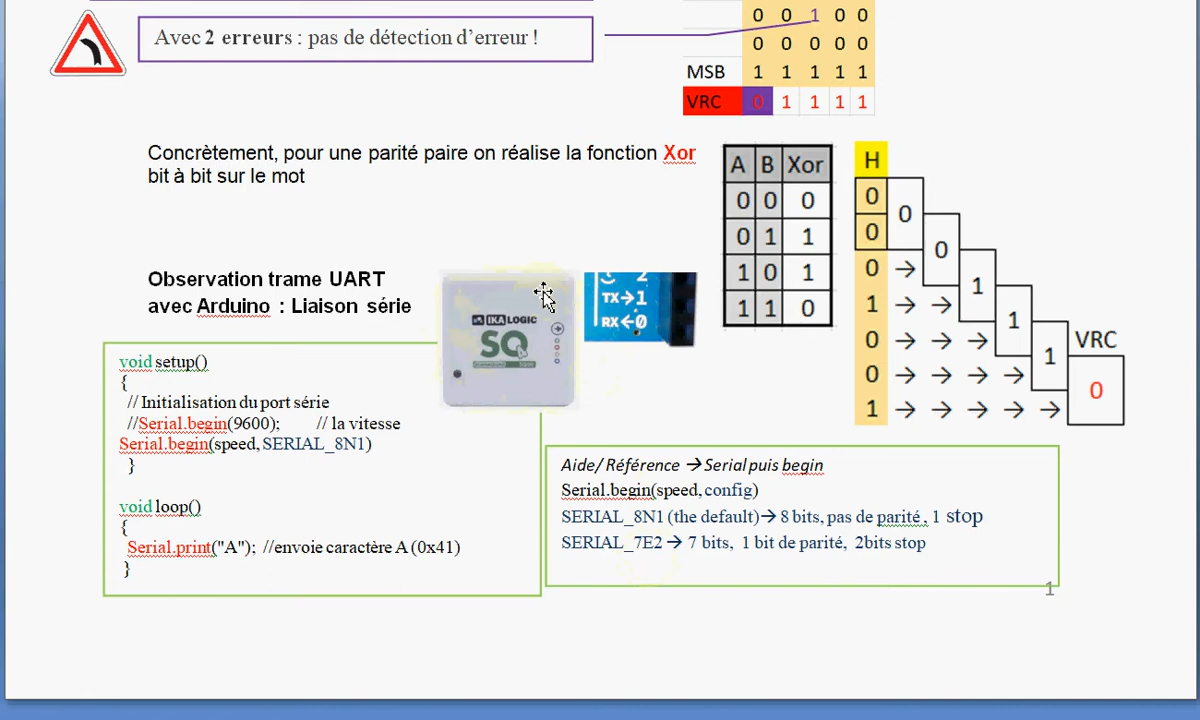 Avec 2 erreurs : pas de détection d'erreur !
0 0 1 0 0
0 0 0 0 0
MSB 1 1 1 1 1
VRC 0 1 1 1 1
Concrètement, pour une parité paire on réalise la fonction Xor
bit à bit sur le mot
A B Xor
0 0 0
0 1 1
1 0 1
1 1 0
H
0
0 0
0 → 0
1 → → 1
0 → → → 1
0 → → → → 1
1 → → → → →
VRC
0
Observation trame UART
avec Arduino : Liaison série
IKALOGIC
SQ
TX→1
RX←0
void setup()
{
// Initialisation du port série
//Serial.begin(9600); // la vitesse
Serial.begin(speed, SERIAL_8N1)
}
void loop()
{
Serial.print("A"); //envoie caractère A (0x41)
}
Aide/ Référence → Serial puis begin
Serial.begin(speed, config)
SERIAL_8N1 (the default)→ 8 bits, pas de parité , 1 stop
SERIAL_7E2 → 7 bits, 1 bit de parité, 2bits stop
1